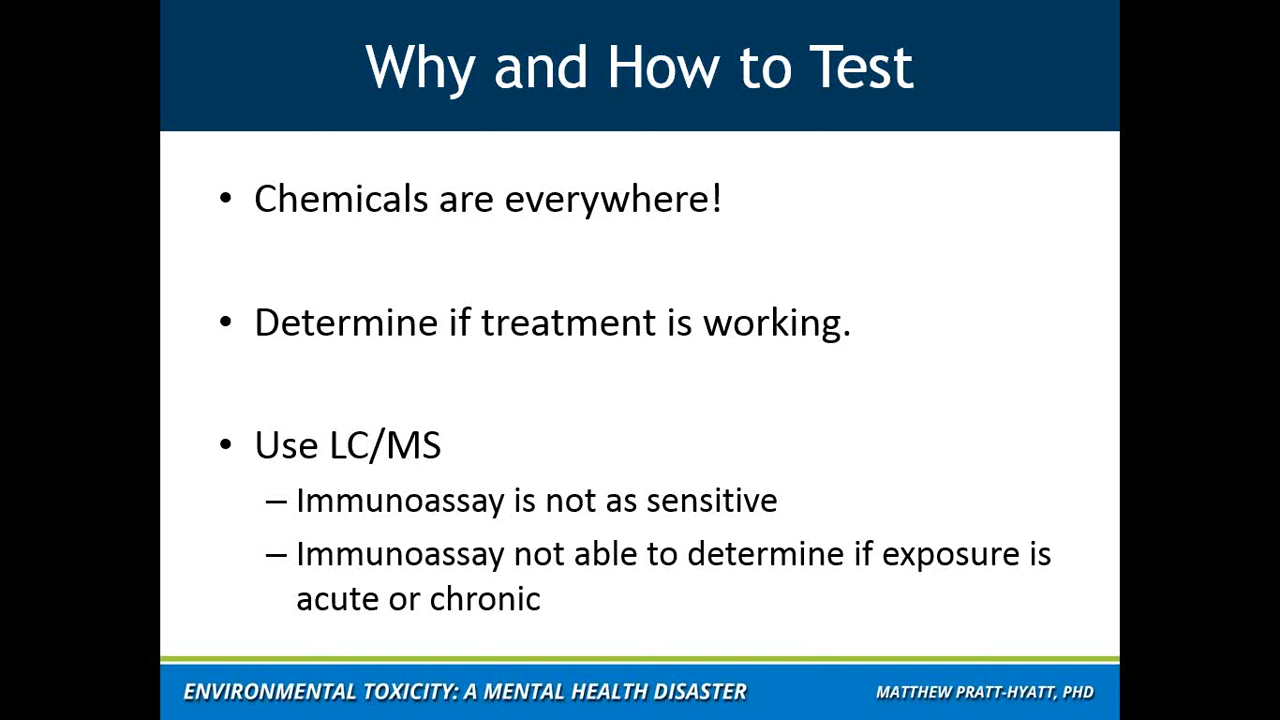 Why and How to Test
• Chemicals are everywhere!
• Determine if treatment is working.
• Use LC/MS
– Immunoassay is not as sensitive
– Immunoassay not able to determine if exposure is
acute or chronic
ENVIRONMENTAL TOXICITY: A MENTAL HEALTH DISASTER
MATTHEW PRATT-HYATT, PHD